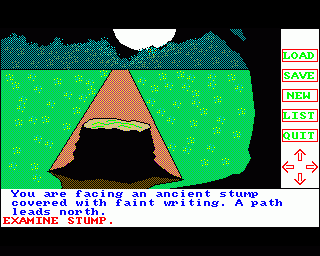 LOAD
SAVE
NEW
LIST
QUIT
You are facing an ancient stump
covered with faint writing. A path
leads north.
EXAMINE STUMP.